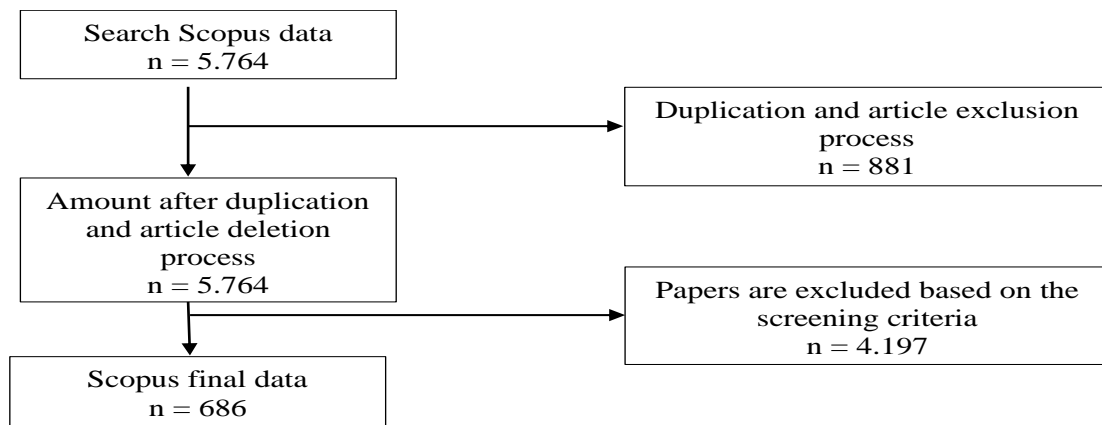 Search Scopus data
n = 5.764
Duplication and article exclusion
process
n = 881
Amount after duplication
and article deletion
process
n = 5.764
Papers are excluded based on the
screening criteria
n = 4.197
Scopus final data
n = 686